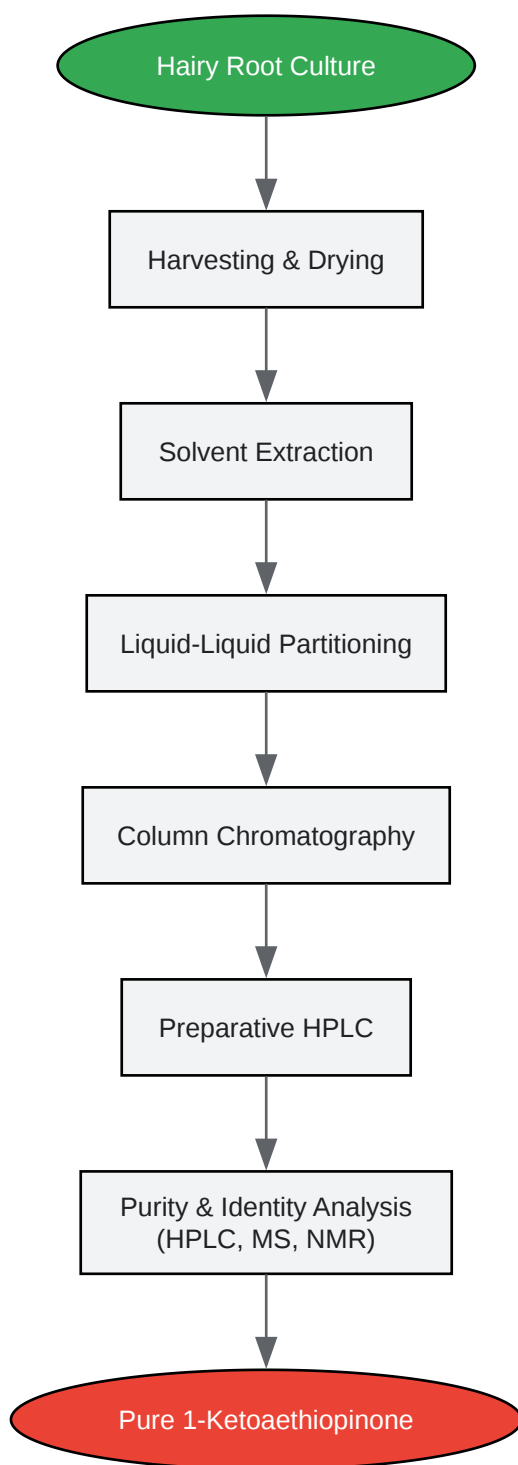 Hairy Root Culture
Harvesting & Drying
Solvent Extraction
Liquid-Liquid Partitioning
Column Chromatography
Preparative HPLC
Purity & Identity Analysis
(HPLC, MS, NMR)
Pure 1-Ketoaethiopinone